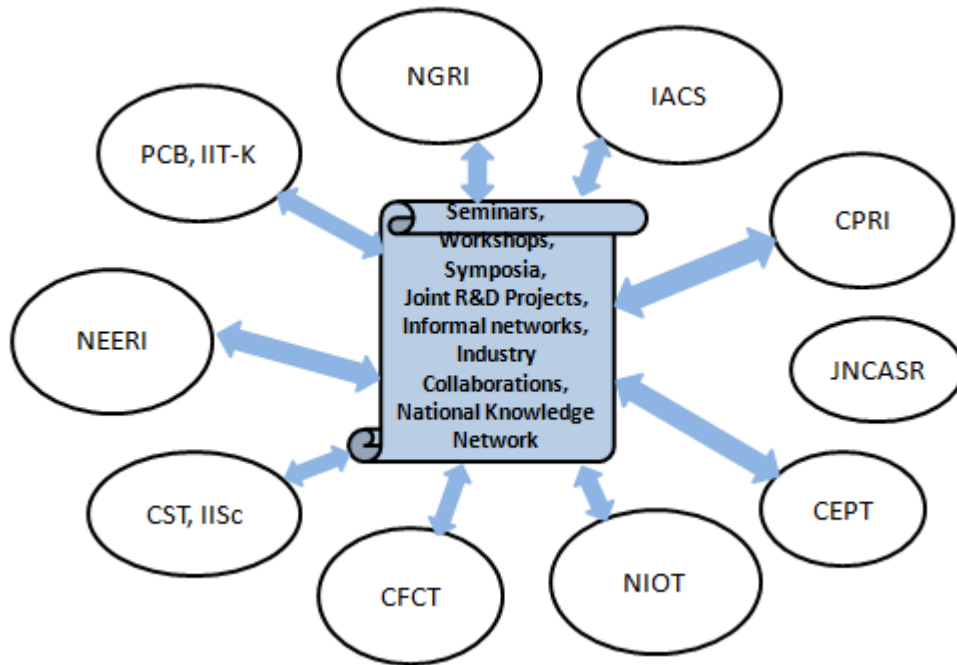 NGRI
IACS
PCB, IIT-K
CPRI
Seminars,
Workshops,
Symposia,
Joint R&D Projects,
Informal networks,
Industry
Collaborations,
National Knowledge
Network
NEERI
JNCASR
CST, IISc
CEPT
CFCT
NIOT